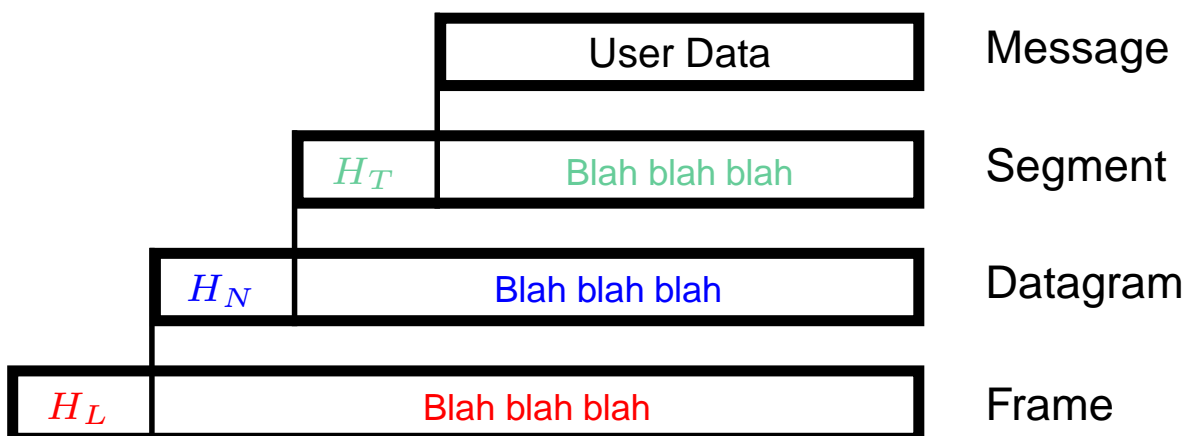 User Data Message
H_T Blah blah blah Segment
H_N Blah blah blah Datagram
H_L Blah blah blah Frame